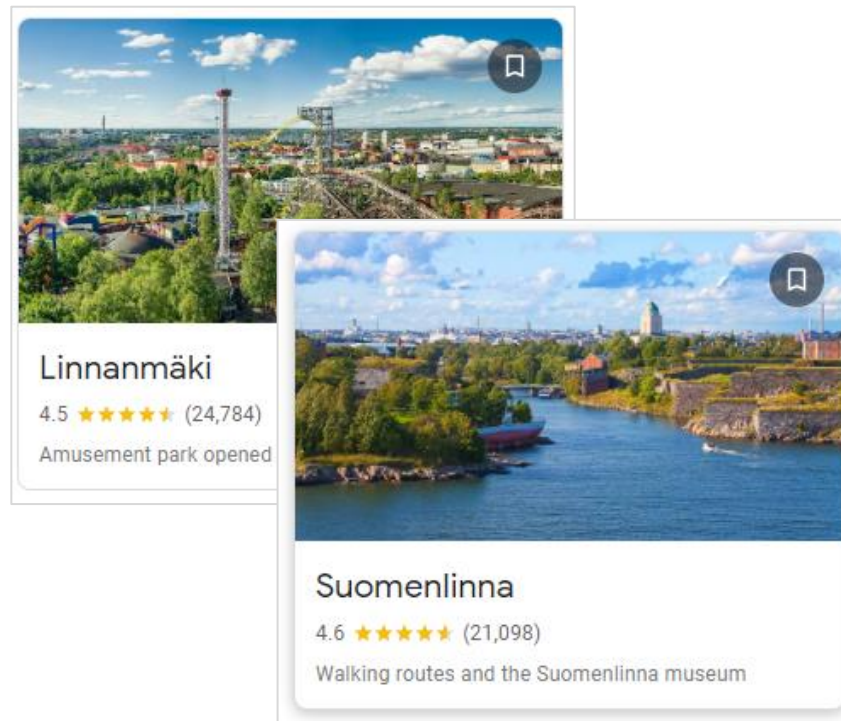 Linnanmäki
4.5 (24,784)
Amusement park opened
Suomenlinna
4.6 (21,098)
Walking routes and the Suomenlinna museum